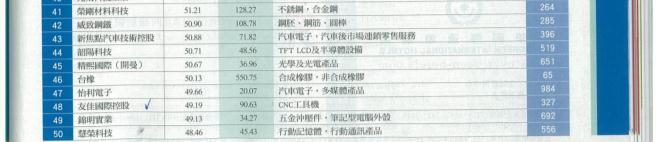 41 榮剛材料科技 51.21 128.27 不銹鋼，合金鋼 264
42 威致鋼鐵 50.90 108.78 鋼胚、鋼筋、圓棒 285
43 新焦點汽車技術控股 50.88 71.82 汽車電子，汽車後市場連鎖零售服務 396
44 韶陽科技 50.71 48.56 TFT LCD及半導體設備 519
45 精熙國際（開曼） 50.67 36.96 光學及光電產品 651
46 台橡 50.13 550.75 合成橡膠，非合成橡膠 65
47 怡利電子 49.66 20.07 汽車電子，多媒體產品 984
48 友佳國際控股 49.19 90.63 CNC工具機 327
49 錦明實業 49.13 34.27 五金沖壓件，筆記型電腦外殼 692
50 慧榮科技 48.46 45.43 行動記憶體，行動通訊產品 556